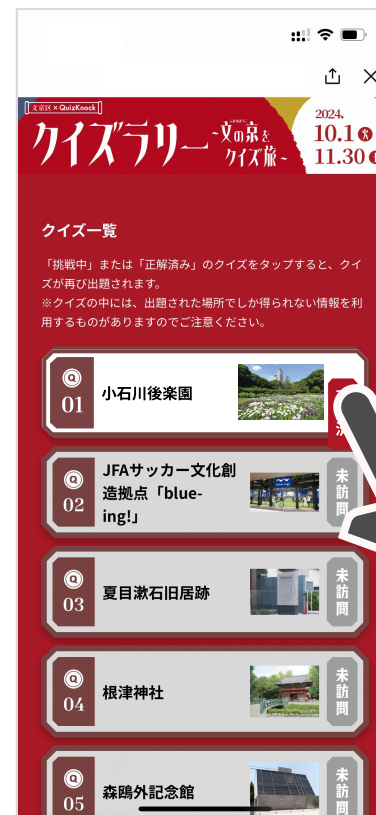 文京区×QuizKnock
クイズラリー
~文の京を
クイズ旅~
2024.
10.1
11.30
クイズ一覧
「挑戦中」または「正解済み」のクイズをタップすると、クイ
ズが再び出題されます。
※クイズの中には、出題された場所でしか得られない情報を利
用するものがありますのでご注意ください。
Q
01
小石川後楽園
Q
02
JFAサッカー文化創
造拠点「blue-
ing!」
未訪問
Q
03
夏目漱石旧居跡
未訪問
Q
04
根津神社
未訪問
Q
05
森鴎外記念館
未訪問